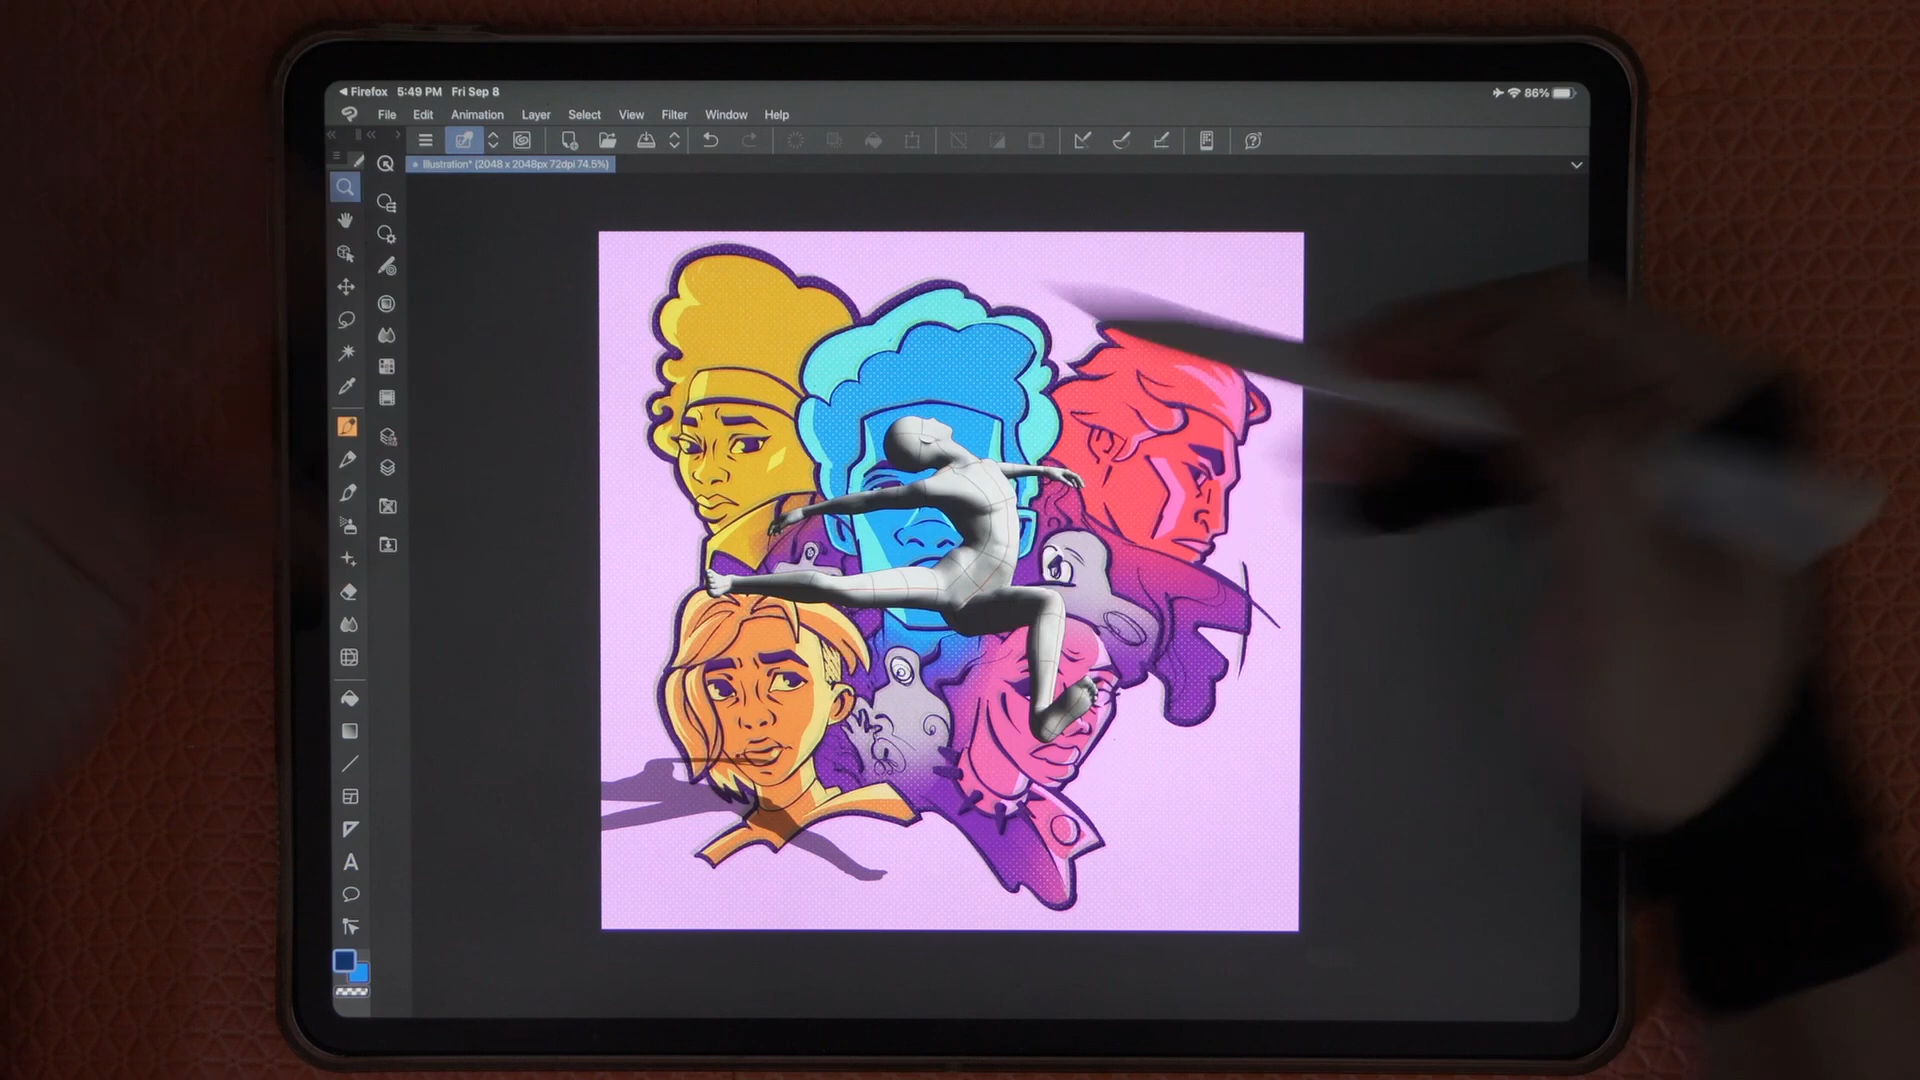 Firefox 5:49 PM Fri Sep 8
86%
File Edit Animation Layer Select View Filter Window Help
Illustration* (2048 x 2048px 72dpi 74.5%)
A